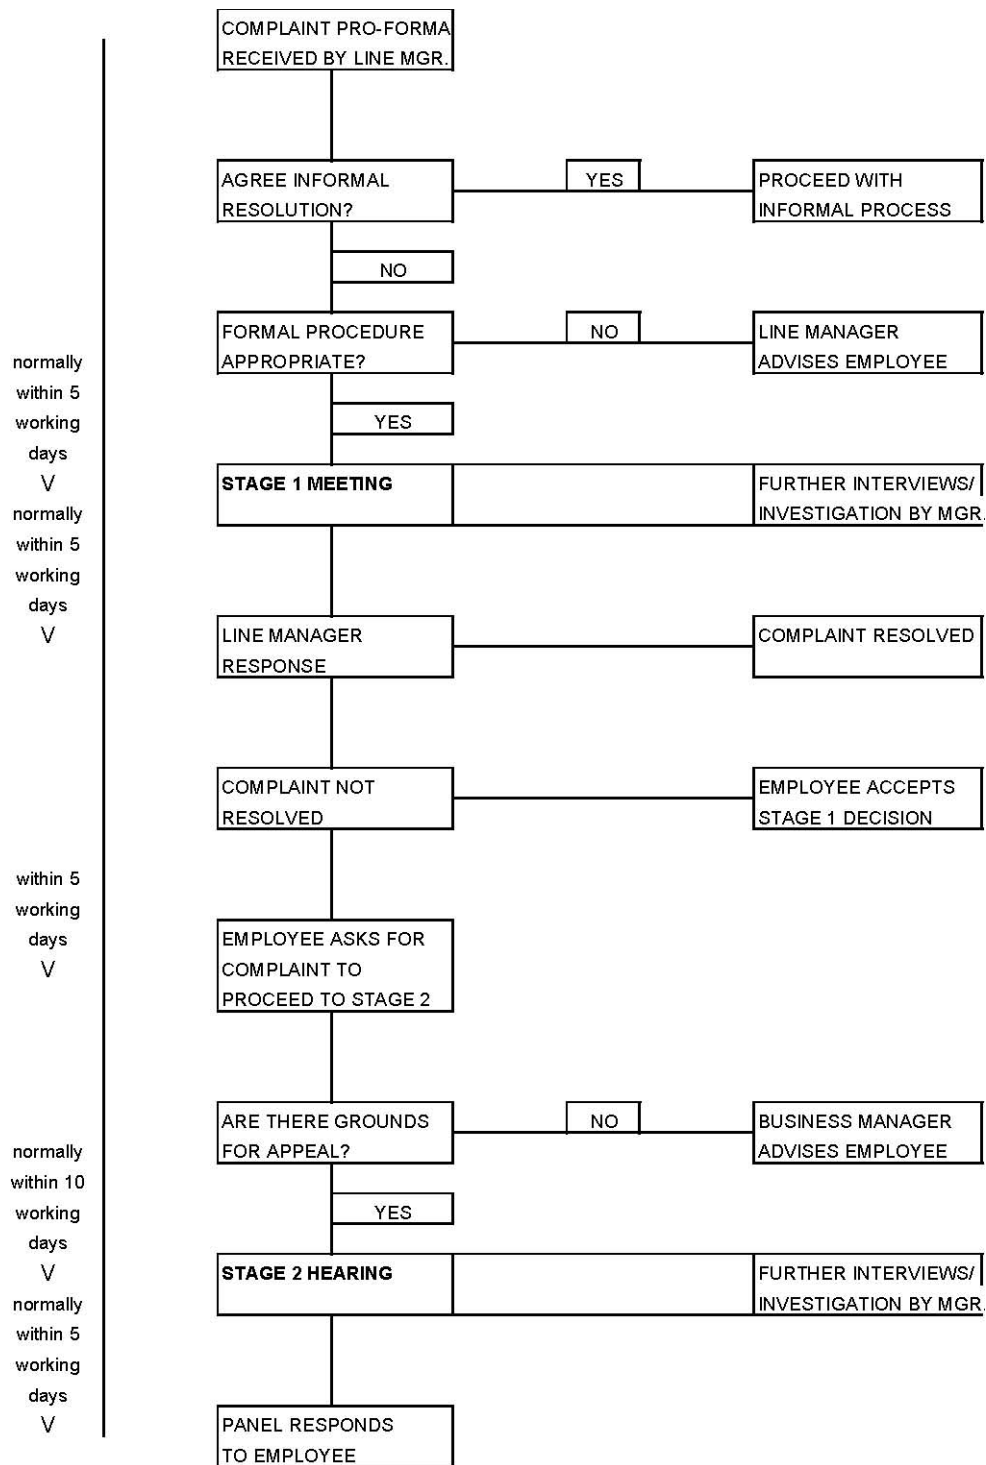 COMPLAINT PRO-FORMA
RECEIVED BY LINE MGR.
AGREE INFORMAL
RESOLUTION?
YES
PROCEED WITH
INFORMAL PROCESS
NO
FORMAL PROCEDURE
APPROPRIATE?
NO
LINE MANAGER
ADVISES EMPLOYEE
normally
within 5
working
days
V
YES
STAGE 1 MEETING
FURTHER INTERVIEWS/
INVESTIGATION BY MGR.
normally
within 5
working
days
V
LINE MANAGER
RESPONSE
COMPLAINT RESOLVED
COMPLAINT NOT
RESOLVED
EMPLOYEE ACCEPTS
STAGE 1 DECISION
within 5
working
days
V
EMPLOYEE ASKS FOR
COMPLAINT TO
PROCEED TO STAGE 2
ARE THERE GROUNDS
FOR APPEAL?
NO
BUSINESS MANAGER
ADVISES EMPLOYEE
normally
within 10
working
days
V
YES
STAGE 2 HEARING
FURTHER INTERVIEWS/
INVESTIGATION BY MGR.
normally
within 5
working
days
V
PANEL RESPONDS
TO EMPLOYEE